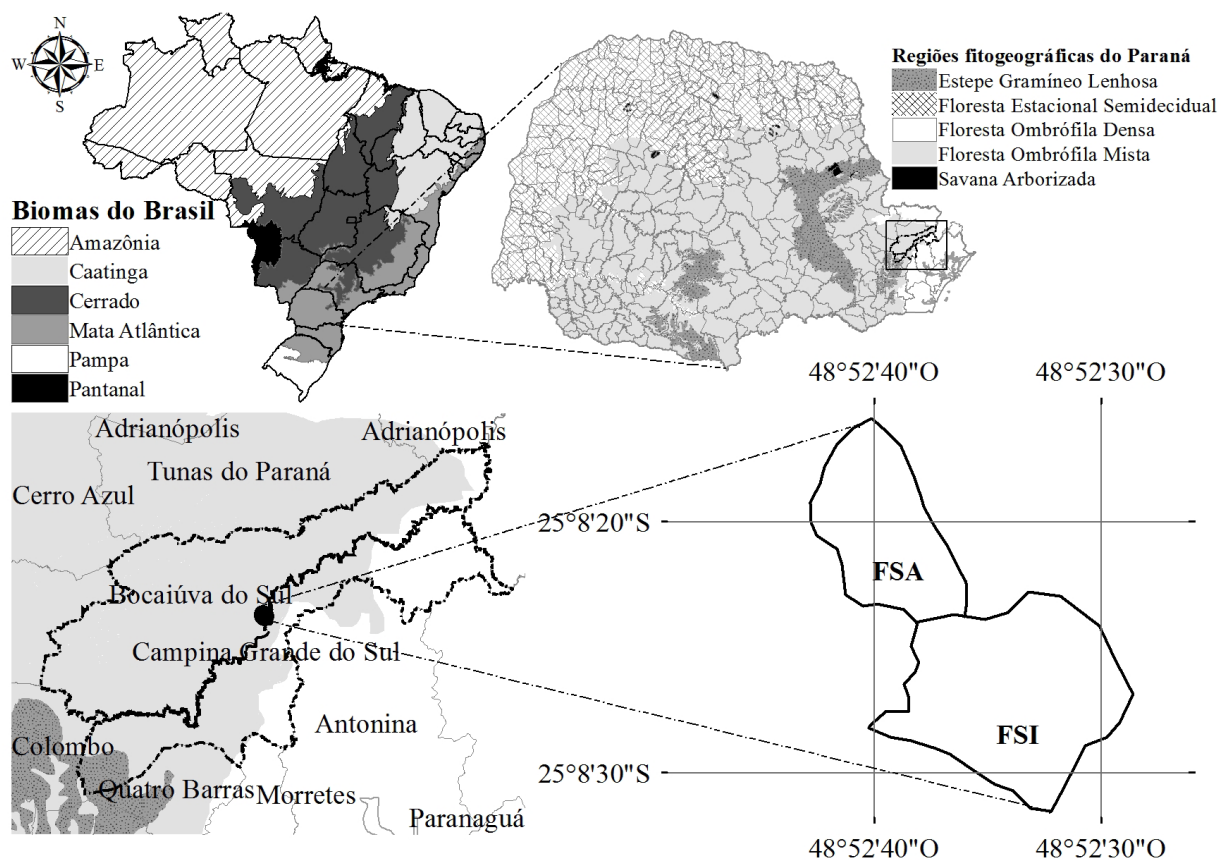 N
W
E
S
Biomas do Brasil
Amazônia
Caatinga
Cerrado
Mata Atlântica
Pampa
Pantanal
Regiões fitogeográficas do Paraná
Estepe Gramíneo Lenhosa
Floresta Estacional Semidecidual
Floresta Ombrófila Densa
Floresta Ombrófila Mista
Savana Arborizada
Adrianópolis
Adrianópolis
Tunas do Paraná
Cerro Azul
Bocaiúva do Sul
Campina Grande do Sul
Antonina
Colombo
Quatro Barras
Morretes
Paranaguá
48°52'40"O
48°52'30"O
25°8'20"S
FSA
FSI
25°8'30"S
48°52'40"O
48°52'30"O